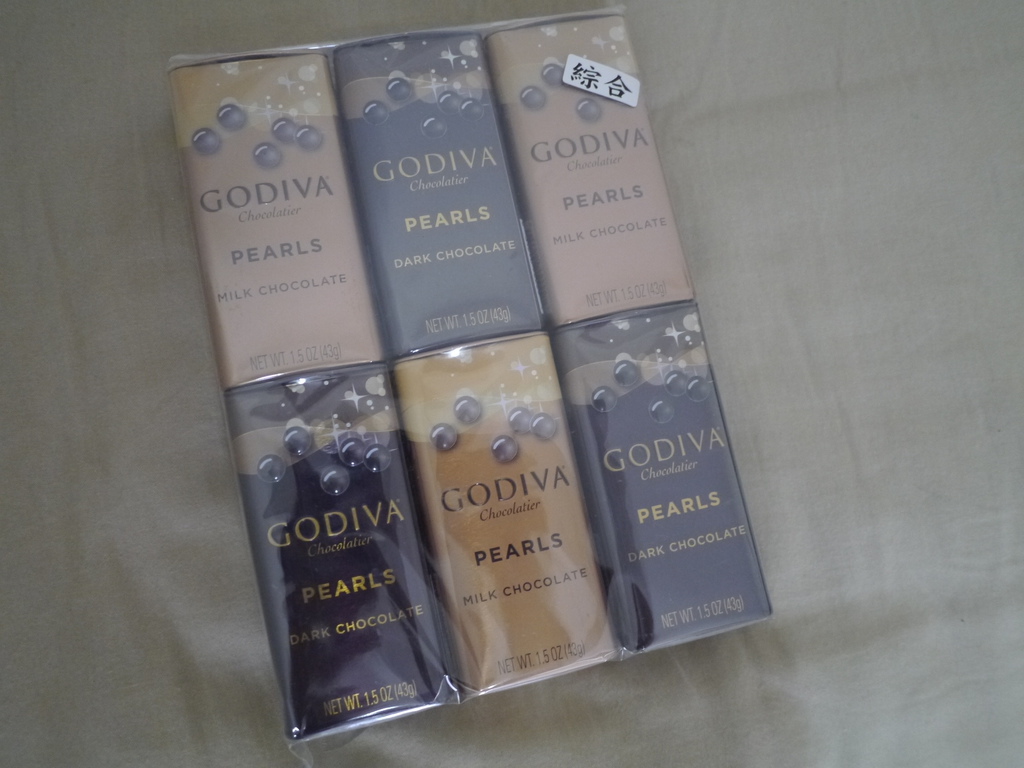 GODIVA
Chocolatier
PEARLS
MILK CHOCOLATE
NET WT. 1.5 OZ (43g)
GODIVA
Chocolatier
PEARLS
DARK CHOCOLATE
NET WT. 1.5 OZ (43g)
綜合
GODIVA
Chocolatier
PEARLS
MILK CHOCOLATE
NET WT. 1.5 OZ (43g)
GODIVA
Chocolatier
PEARLS
DARK CHOCOLATE
NET WT. 1.5 OZ (43g)
GODIVA
Chocolatier
PEARLS
MILK CHOCOLATE
NET WT. 1.5 OZ (43g)
GODIVA
Chocolatier
PEARLS
DARK CHOCOLATE
NET WT. 1.5 OZ (43g)